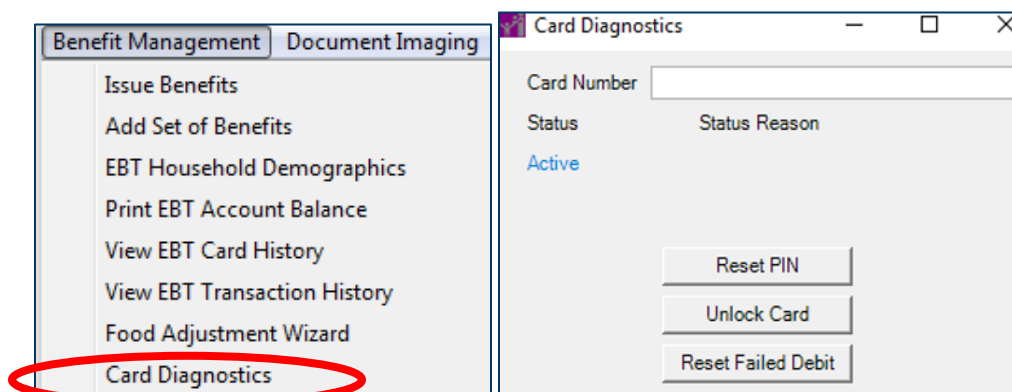 Benefit Management Document Imaging
Issue Benefits
Add Set of Benefits
EBT Household Demographics
Print EBT Account Balance
View EBT Card History
View EBT Transaction History
Food Adjustment Wizard
Card Diagnostics
Card Diagnostics
Card Number
Status Status Reason
Active
Reset PIN
Unlock Card
Reset Failed Debit